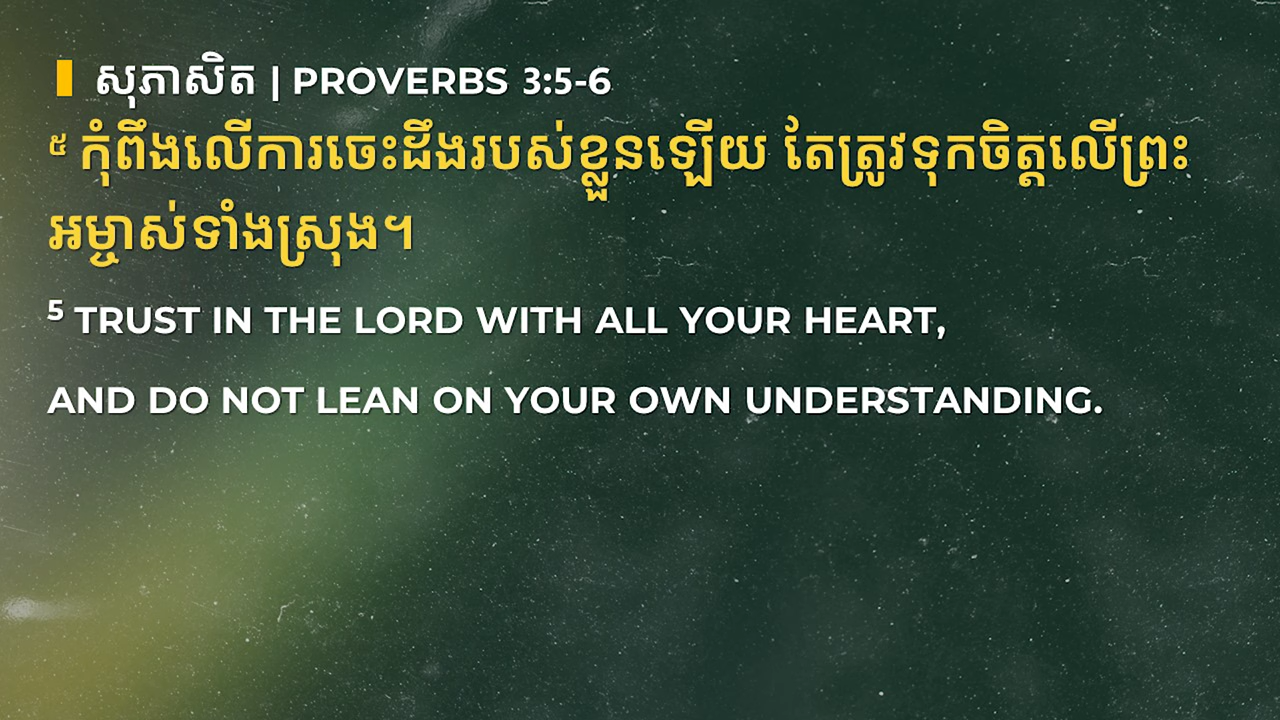 សុភាសិត | PROVERBS 3:5-6
៥ កុំពឹងលើការចេះដឹងរបស់ខ្លួនឡើយ តែត្រូវទុកចិត្តលើព្រះ
អម្ចាស់ទាំងស្រុង។
5 TRUST IN THE LORD WITH ALL YOUR HEART,
AND DO NOT LEAN ON YOUR OWN UNDERSTANDING.